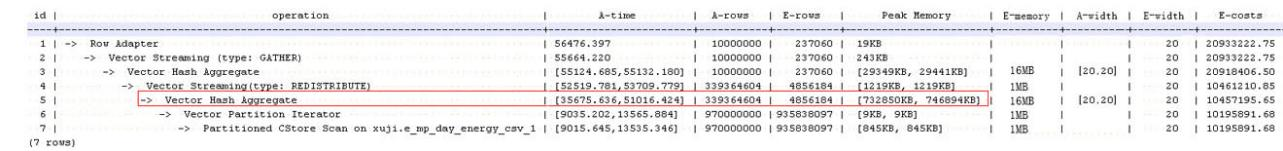 id | operation | A-time | A-rows | E-rows | Peak Memory | E-memory | A-width | E-width | E-costs
1 | -> Row Adapter | 56476.397 | 10000000 | 237060 | 19KB | | | 20 | 20933222.75
2 | -> Vector Streaming (type: GATHER) | 55664.220 | 10000000 | 237060 | 243KB | | | 20 | 20933222.75
3 | -> Vector Hash Aggregate | [55124.685,55132.180] | 10000000 | 237060 | [29349KB, 29441KB] | 16MB | [20,20] | 20 | 20918406.50
4 | -> Vector Streaming(type: REDISTRIBUTE) | [52519.781,53709.779] | 339364604 | 4856184 | [1219KB, 1219KB] | 1MB | | 20 | 10461210.85
5 | -> Vector Hash Aggregate | [35675.636,51016.424] | 339364604 | 4856184 | [732850KB, 746894KB] | 16MB | [20,20] | 20 | 10457195.65
6 | -> Vector Partition Iterator | [9035.202,13565.884] | 970000000 | 935838097 | [9KB, 9KB] | 1MB | | 20 | 10195891.68
7 | -> Partitioned CStore Scan on xuji.e_mp_day_energy_csv_1 | [9015.645,13535.346] | 970000000 | 935838097 | [845KB, 845KB] | 1MB | | 20 | 10195891.68
(7 rows)